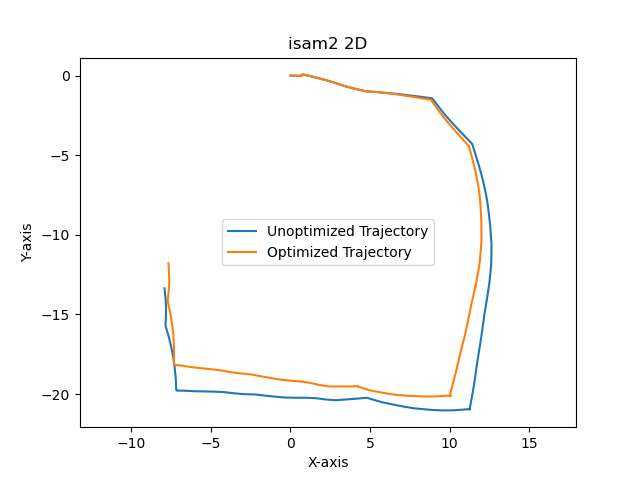 isam2 2D
0
−5
−10
−15
−20
Y-axis
Unoptimized Trajectory
Optimized Trajectory
−10
−5
0
5
10
15
X-axis